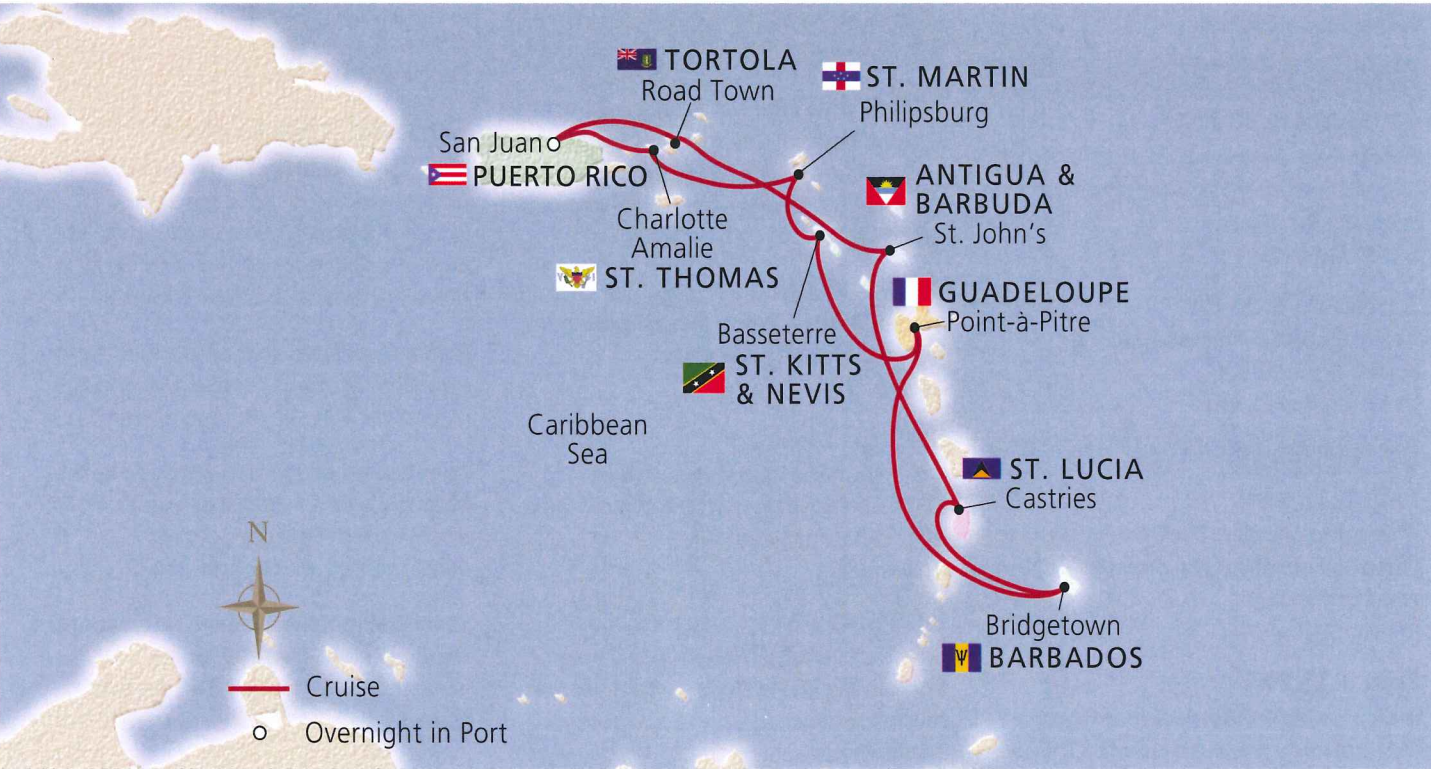 TORTOLA
Road Town
ST. MARTIN
Philipsburg
San Juan
PUERTO RICO
ANTIGUA &
BARBUDA
St. John's
Charlotte
Amalie
ST. THOMAS
GUADELOUPE
Point-à-Pitre
Basseterre
ST. KITTS
& NEVIS
Caribbean
Sea
ST. LUCIA
Castries
N
Bridgetown
BARBADOS
Cruise
Overnight in Port